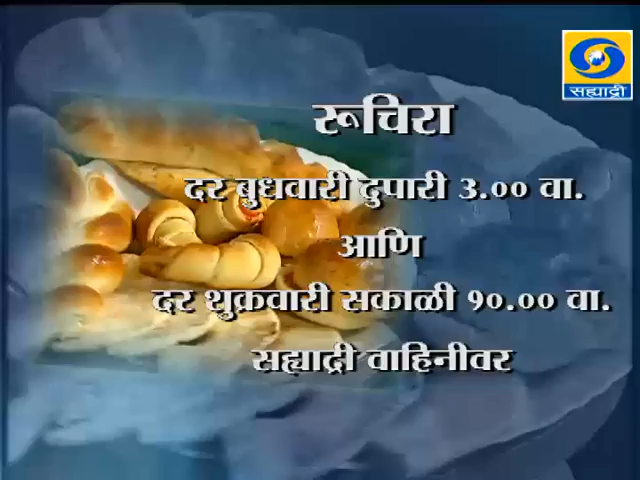 सह्याद्री
रूचिरा
दर बुधवारी दुपारी ३.०० वा.
आणि
दर शुक्रवारी सकाळी १०.०० वा.
सह्याद्री वाहिनीवर